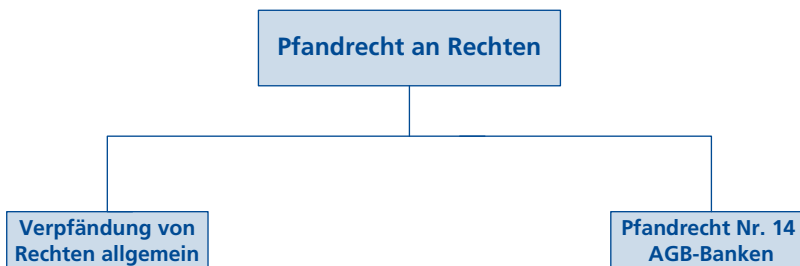 Pfandrecht an Rechten
Verpfändung von
Rechten allgemein
Pfandrecht Nr. 14
AGB-Banken